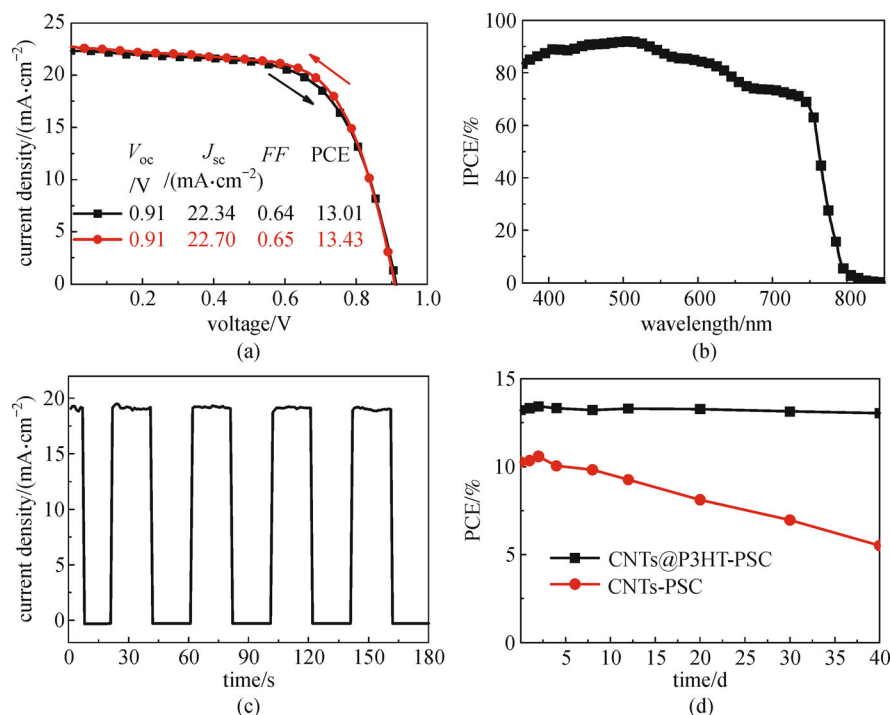 25
20
15
10
5
0
current density/(mA·cm⁻²)
Voc Jsc FF PCE
/V /(mA·cm⁻²)
0.91 22.34 0.64 13.01
0.91 22.70 0.65 13.43
0.2 0.4 0.6 0.8 1.0
voltage/V
(a)
100
80
60
40
20
0
IPCE/%
400 500 600 700 800
wavelength/nm
(b)
20
15
10
5
0
current density/(mA·cm⁻²)
0 30 60 90 120 150 180
time/s
(c)
15
10
5
0
PCE/%
CNTs@P3HT-PSC
CNTs-PSC
5 10 15 20 25 30 35 40
time/d
(d)